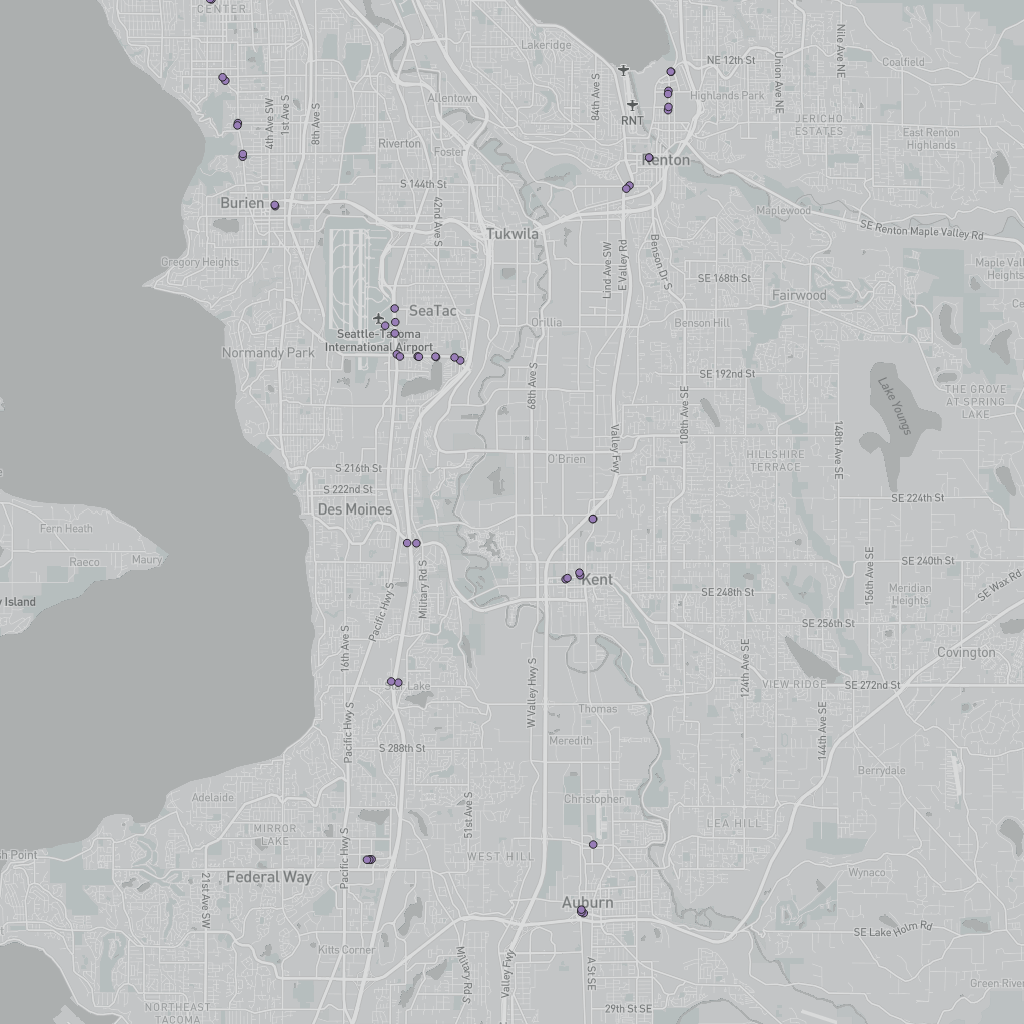 CENTER
Lakeridge
NE 12th St
Nile Ave NE
Union Ave NE
Coalfield
84th Ave S
Highlands Park
Allentown
4th Ave SW
1st Ave S
8th Ave S
RNT
JERICHO
ESTATES
East Renton
Highlands
Riverton
Foster
Renton
S 144th St
Burien
42nd Ave S
Maplewood
SE Renton Maple Valley Rd
Tukwila
Lind Ave SW
E Valley Rd
Benson Dr S
Gregory Heights
SE 168th St
Maple Val
Heights
Fairwood
SeaTac
Orillia
Benson Hill
Seattle-Tacoma
International Airport
Normandy Park
68th Ave S
SE 192nd St
108th Ave SE
Lake Youngs
THE GROVE
AT SPRING
LAKE
Valley Fwy
148th Ave SE
S 216th St
O'Brien
HILLSHIRE
TERRACE
S 222nd St
SE 224th St
Des Moines
Fern Heath
Raeco
Maury
y Island
Military Rd S
Pacific Hwy S
Kent
SE 240th St
156th Ave SE
SE 248th St
Meridian
Heights
SE Wax Rd
SE 256th St
16th Ave S
124th Ave SE
Covington
Star Lake
W Valley Hwy S
VIEW RIDGE
SE 272nd St
Thomas
Pacific Hwy S
144th Ave SE
S 288th St
Meredith
Berrydale
Adelaide
51st Ave S
Christopher
MIRROR
LAKE
LEA HILL
sh Point
Pacific Hwy S
WEST HILL
Federal Way
21st Ave SW
Wynaco
Auburn
SE Lake Holm Rd
Kitts Corner
Military Rd S
Valley Fwy
A St SE
Green River
NORTHEAST
TACOMA
29th St SE